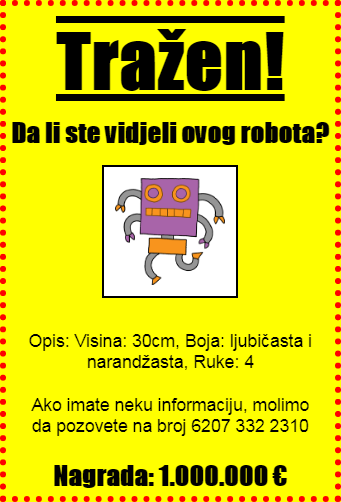 Tražen!
Da li ste vidjeli ovog robota?
Opis: Visina: 30cm, Boja: ljubičasta i
narandžasta, Ruke: 4
Ako imate neku informaciju, molimo
da pozovete na broj 6207 332 2310
Nagrada: 1.000.000 €